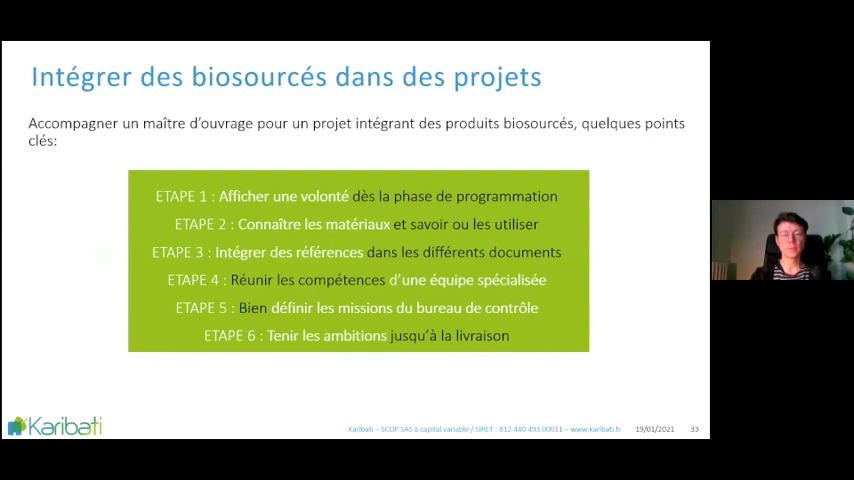 Intégrer des biosourcés dans des projets
Accompagner un maître d'ouvrage pour un projet intégrant des produits biosourcés, quelques points
clés:
ETAPE 1 : Afficher une volonté dès la phase de programmation
ETAPE 2 : Connaître les matériaux et savoir ou les utiliser
ETAPE 3 : Intégrer des références dans les différents documents
ETAPE 4 : Réunir les compétences d'une équipe spécialisée
ETAPE 5 : Bien définir les missions du bureau de contrôle
ETAPE 6 : Tenir les ambitions jusqu'à la livraison
Karibati
Karibati – SCOP SAS à capital variable / SIRET : 812 440 493 00011 – www.karibati.fr
19/01/2021
33